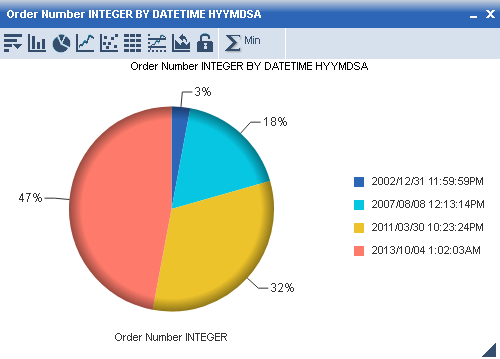 Order Number INTEGER BY DATETIME HYYMDSA
Min
Order Number INTEGER BY DATETIME HYYMDSA
3%
18%
47%
32%
2002/12/31 11:59:59PM
2007/08/08 12:13:14PM
2011/03/30 10:23:24PM
2013/10/04 1:02:03AM
Order Number INTEGER